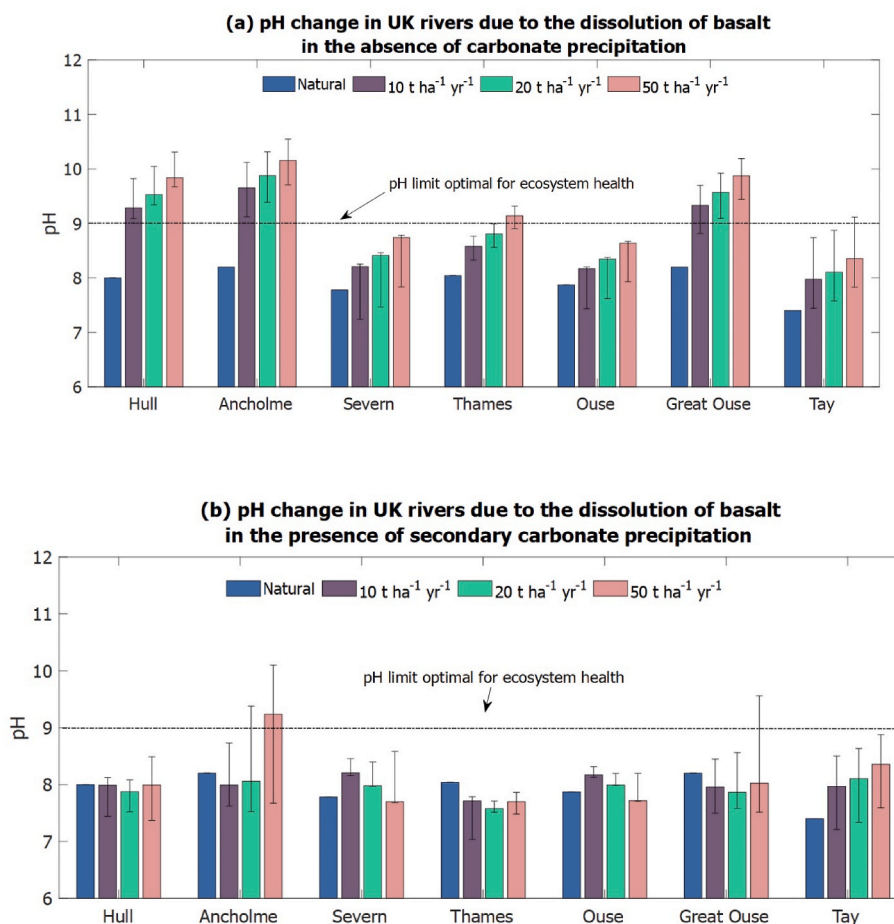 (a) pH change in UK rivers due to the dissolution of basalt
in the absence of carbonate precipitation
12
Natural 10 t ha⁻¹ yr⁻¹ 20 t ha⁻¹ yr⁻¹ 50 t ha⁻¹ yr⁻¹
11
10
pH limit optimal for ecosystem health
9
pH
8
7
6
Hull Ancholme Severn Thames Ouse Great Ouse Tay
(b) pH change in UK rivers due to the dissolution of basalt
in the presence of secondary carbonate precipitation
12
Natural 10 t ha⁻¹ yr⁻¹ 20 t ha⁻¹ yr⁻¹ 50 t ha⁻¹ yr⁻¹
11
10
pH limit optimal for ecosystem health
9
pH
8
7
6
Hull Ancholme Severn Thames Ouse Great Ouse Tay